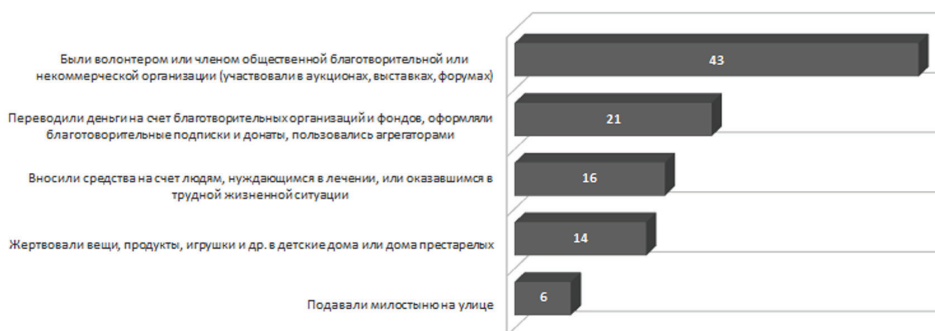 Были волонтером или членом общественной благотворительной или
некоммерческой организации (участвовали в аукционах, выставках, форумах)
43
Переводили деньги на счет благотворительных организаций и фондов, оформляли
благотоворительные подписки и донаты, пользовались агрегаторами
21
Вносили средства на счет людям, нуждающимся в лечении, или оказавшимся в
трудной жизненной ситуации
16
Жертвовали вещи, продукты, игрушки и др. в детские дома или дома престарелых
14
Подавали милостыню на улице
6